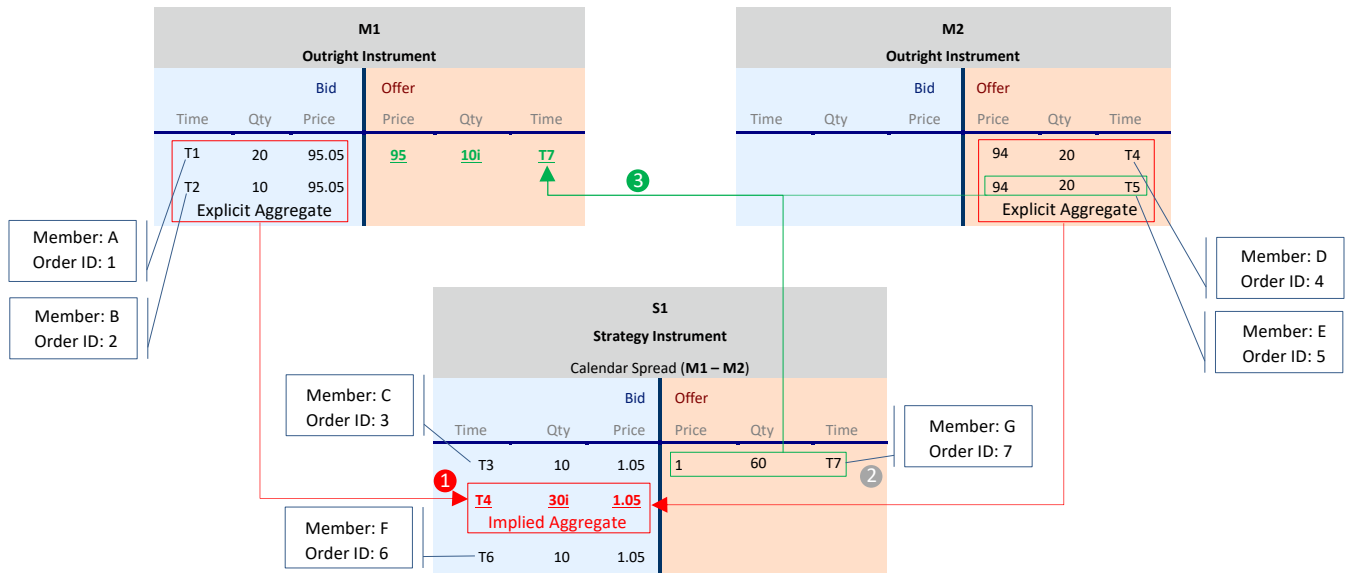 M1
Outright Instrument
Bid Offer
Time Qty Price Price Qty Time
T1 20 95.05 95 10i T7
T2 10 95.05
Explicit Aggregate
M2
Outright Instrument
Bid Offer
Time Qty Price Price Qty Time
94 20 T4
94 20 T5
Explicit Aggregate
3
Member: A
Order ID: 1
Member: B
Order ID: 2
Member: D
Order ID: 4
Member: E
Order ID: 5
S1
Strategy Instrument
Calendar Spread (M1 – M2)
Bid Offer
Time Qty Price Price Qty Time
T3 10 1.05 1 60 T7
1
2
T4 30i 1.05
Implied Aggregate
T6 10 1.05
Member: C
Order ID: 3
Member: G
Order ID: 7
Member: F
Order ID: 6